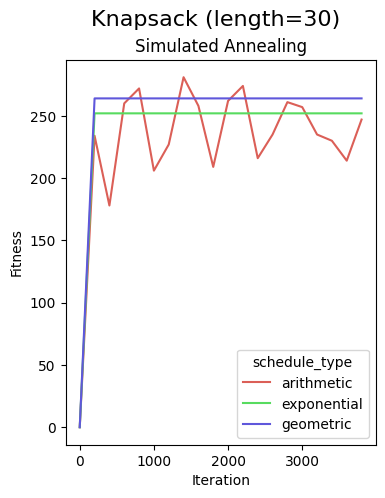 Knapsack (length=30)
Simulated Annealing
Fitness
250
200
150
100
50
0
schedule_type
arithmetic
exponential
geometric
0 1000 2000 3000
Iteration